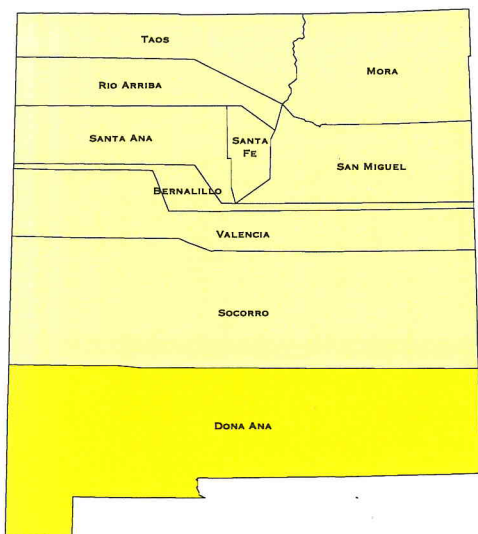 TAOS
MORA
RIO ARRIBA
SANTA ANA
SANTA
FE
SAN MIGUEL
BERNALILLO
VALENCIA
SOCORRO
DONA ANA